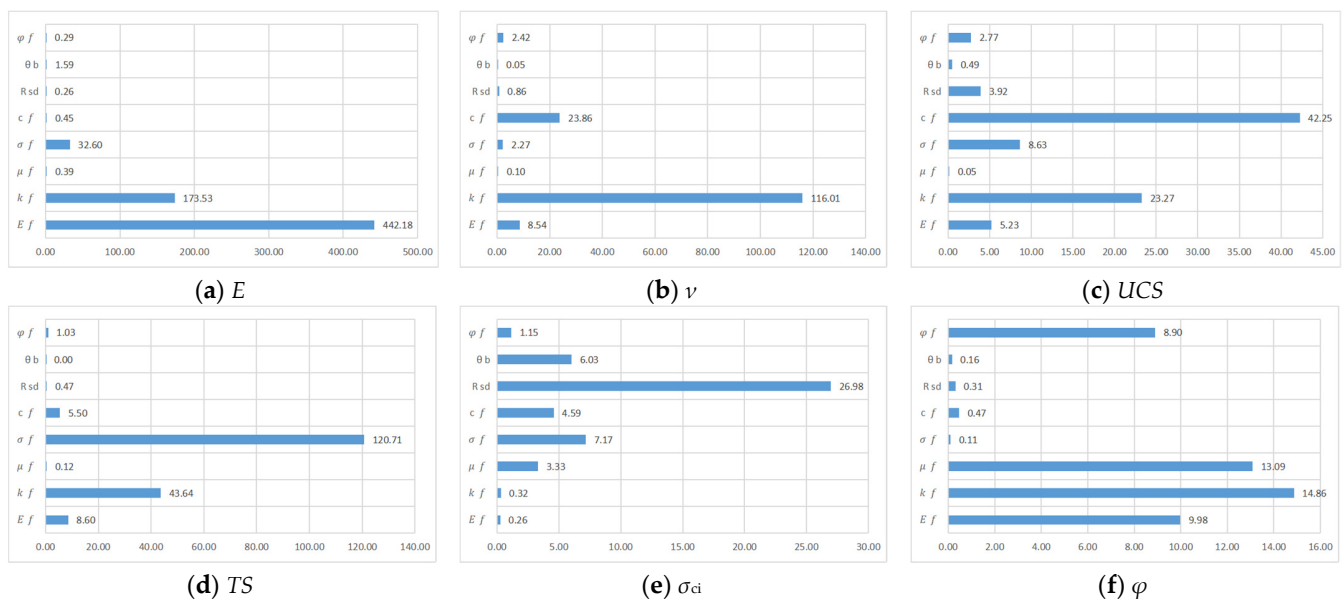 φ f 0.29
θ b 1.59
R sd 0.26
c f 0.45
σ f 32.60
μ f 0.39
k f 173.53
E f 442.18
0.00 100.00 200.00 300.00 400.00 500.00
(a) E
φ f 2.42
θ b 0.05
R sd 0.86
c f 23.86
σ f 2.27
μ f 0.10
k f 116.01
E f 8.54
0.00 20.00 40.00 60.00 80.00 100.00 120.00 140.00
(b) ν
φ f 2.77
θ b 0.49
R sd 3.92
c f 42.25
σ f 8.63
μ f 0.05
k f 23.27
E f 5.23
0.00 5.00 10.00 15.00 20.00 25.00 30.00 35.00 40.00 45.00
(c) UCS
φ f 1.03
θ b 0.00
R sd 0.47
c f 5.50
σ f 120.71
μ f 0.12
k f 43.64
E f 8.60
0.00 20.00 40.00 60.00 80.00 100.00 120.00 140.00
(d) TS
φ f 1.15
θ b 6.03
R sd 26.98
c f 4.59
σ f 7.17
μ f 3.33
k f 0.32
E f 0.26
0.00 5.00 10.00 15.00 20.00 25.00 30.00
(e) σci
φ f 8.90
θ b 0.16
R sd 0.31
c f 0.47
σ f 0.11
μ f 13.09
k f 14.86
E f 9.98
0.00 2.00 4.00 6.00 8.00 10.00 12.00 14.00 16.00
(f) φ